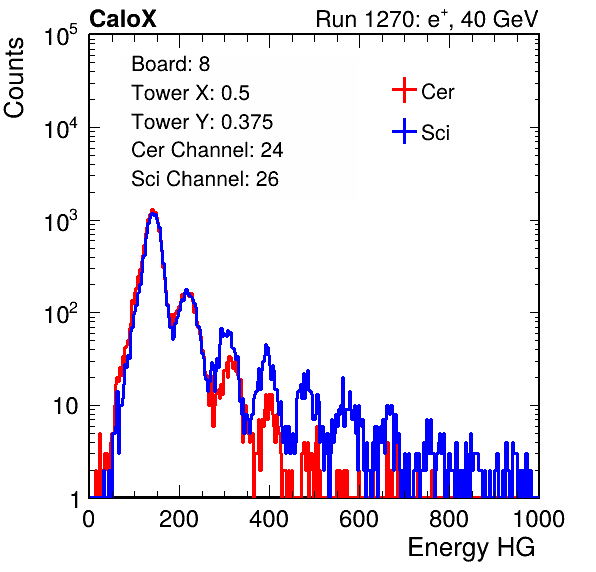 CaloX Run 1270: e⁺, 40 GeV
Counts
Board: 8
Tower X: 0.5
Tower Y: 0.375
Cer Channel: 24
Sci Channel: 26
Cer
Sci
10⁵
10⁴
10³
10²
10
1
0 200 400 600 800 1000
Energy HG